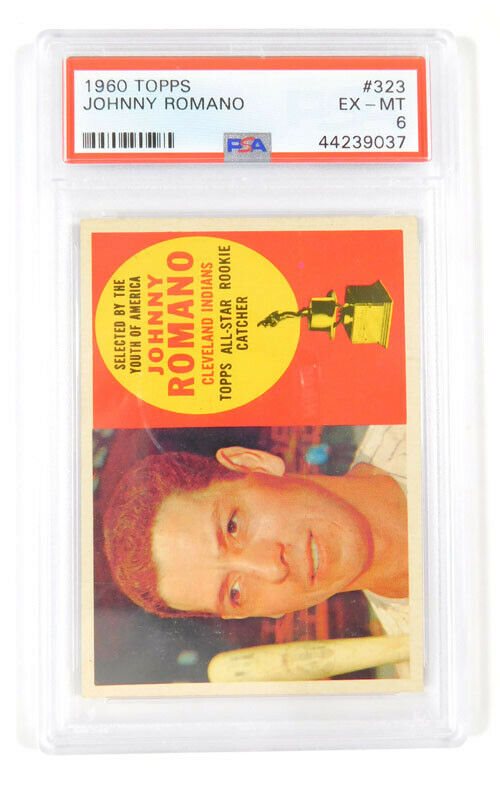 1960 TOPPS #323
JOHNNY ROMANO EX - MT
6
PSA 44239037
SELECTED BY THE
YOUTH OF AMERICA
JOHNNY
ROMANO
CLEVELAND INDIANS
TOPPS ALL-STAR ROOKIE
CATCHER